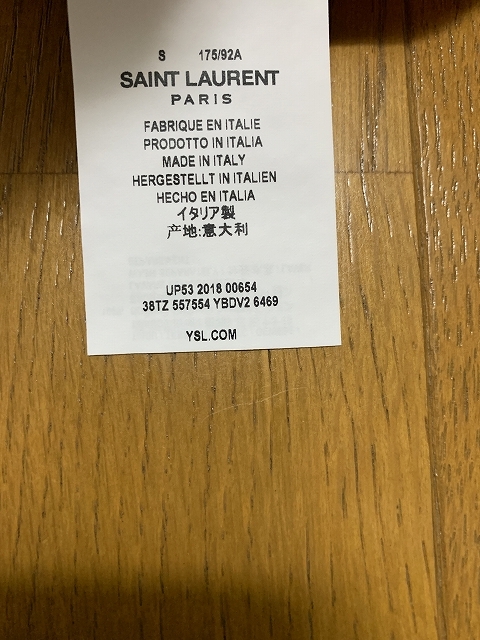 S 175/92A
SAINT LAURENT
PARIS
FABRIQUE EN ITALIE
PRODOTTO IN ITALIA
MADE IN ITALY
HERGESTELLT IN ITALIEN
HECHO EN ITALIA
イタリア製
产地:意大利
UP53 2018 00654
38TZ 557554 YBDV2 6469
YSL.COM